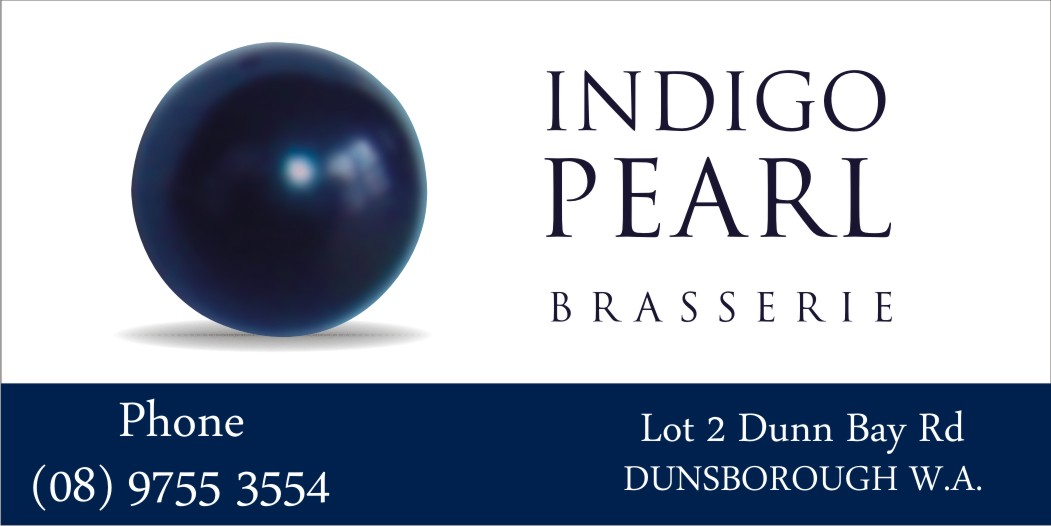 INDIGO
PEARL
BRASSERIE
Phone
(08) 9755 3554
Lot 2 Dunn Bay Rd
DUNSBOROUGH W.A.